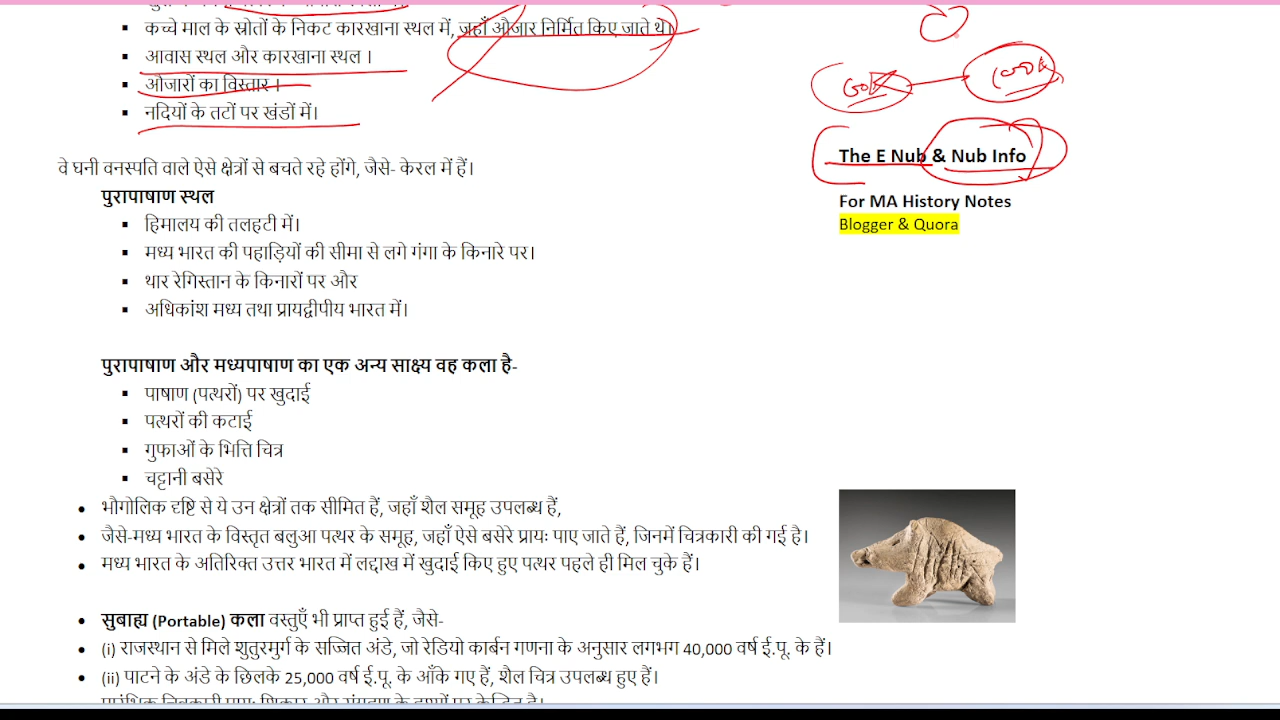 कच्चे माल के स्रोतों के निकट कारखाना स्थल में, जहाँ औजार निर्मित किए जाते थे।
आवास स्थल और कारखाना स्थल ।
ओजारों का विस्तार ।
नदियों के तटों पर खंडों में।
वे घनी वनस्पति वाले ऐसे क्षेत्रों से बचते रहे होंगे, जैसे- केरल में हैं।
पुरापाषाण स्थल
हिमालय की तलहटी में।
मध्य भारत की पहाड़ियों की सीमा से लगे गंगा के किनारे पर।
थार रेगिस्तान के किनारों पर और
अधिकांश मध्य तथा प्रायद्वीपीय भारत में।
पुरापाषाण और मध्यपाषाण का एक अन्य साक्ष्य वह कला है-
पाषाण (पत्थरों) पर खुदाई
पत्थरों की कटाई
गुफाओं के भित्ति चित्र
चट्टानी बसेरे
भौगोलिक दृष्टि से ये उन क्षेत्रों तक सीमित हैं, जहाँ शैल समूह उपलब्ध हैं,
जैसे-मध्य भारत के विस्तृत बलुआ पत्थर के समूह, जहाँ ऐसे बसेरे प्रायः पाए जाते हैं, जिनमें चित्रकारी की गई है।
मध्य भारत के अतिरिक्त उत्तर भारत में लद्दाख में खुदाई किए हुए पत्थर पहले ही मिल चुके हैं।
सुबाह्य (Portable) कला वस्तुएँ भी प्राप्त हुई हैं, जैसे-
(i) राजस्थान से मिले शुतुरमुर्ग के सज्जित अंडे, जो रेडियो कार्बन गणना के अनुसार लगभग 40,000 वर्ष ई.पू. के हैं।
(ii) पाटने के अंडे के छिलके 25,000 वर्ष ई.पू. के आँके गए हैं, शैल चित्र उपलब्ध हुए हैं।
The E Nub & Nub Info
For MA History Notes
Blogger & Quora